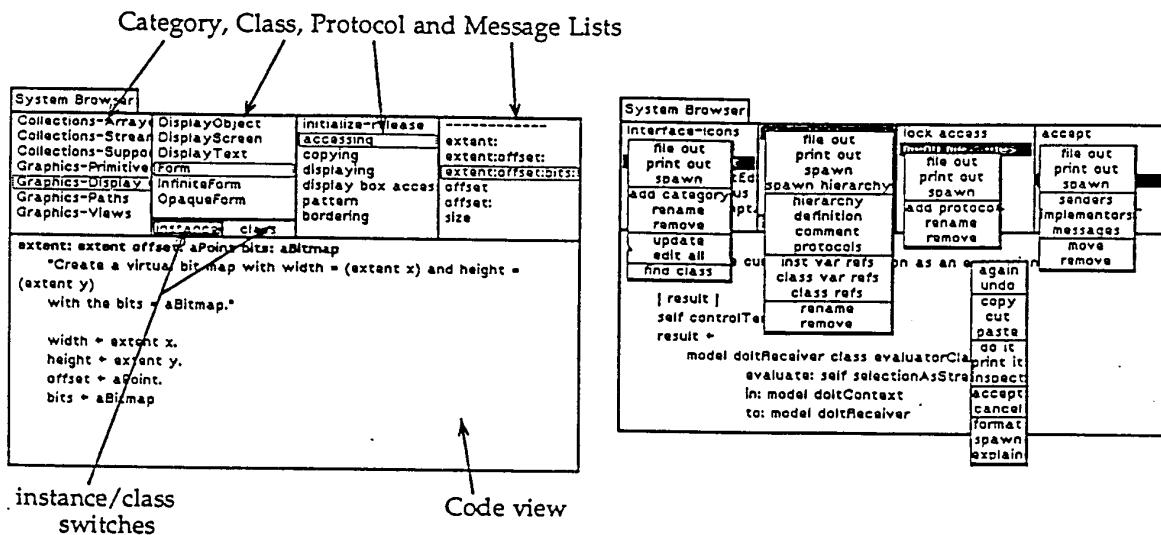 Category, Class, Protocol and Message Lists
System Browser
Collections-Array
Collections-Stream
Collections-Suppo
Graphics-Primitive
Graphics-Display
Graphics-Paths
Graphics-Views
DisplayObject
DisplayScreen
DisplayText
Form
InfiniteForm
OpaqueForm
instance class
initialize-release
accessing
copying
displaying
display box acces
pattern
bordering
--------------
extent:
extent:offset:
extent:offset:bits:
offset
offset:
size
extent: extent offset: aPoint bits: aBitmap
"Create a virtual bit map with width = (extent x) and height =
(extent y)
with the bits = aBitmap."
width ← extent x.
height ← extent y.
offset ← aPoint.
bits ← aBitmap
instance/class
switches
Code view
System Browser
Interface-Icons
file out
print out
spawn
add category
rename
remove
update
edit all
find class
file out
print out
spawn
spawn hierarchy
hierarchy
definition
comment
protocols
inst var refs
class var refs
class refs
rename
remove
lock access
file out
print out
spawn
add protocol
rename
remove
accept
file out
print out
spawn
senders
implementors
messages
move
remove
| result |
self controlTe
result ←
model doItReceiver class evaluatorCla
evaluate: self selectionAsStre
in: model doItContext
to: model doItReceiver
again
undo
copy
cut
paste
do it
print it
inspect
accept
cancel
format
spawn
explain